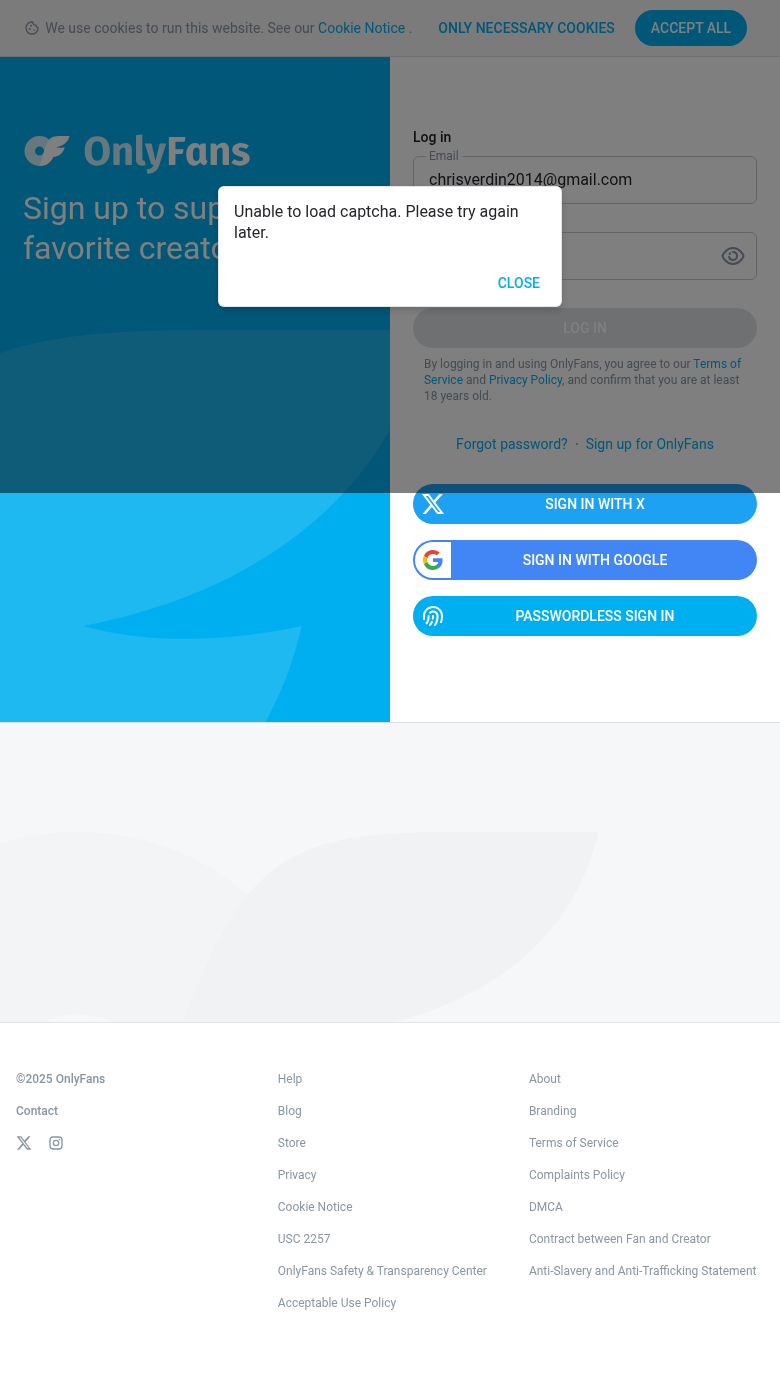 We use cookies to run this website. See our Cookie Notice .
ONLY NECESSARY COOKIES
ACCEPT ALL
OnlyFans
Sign up to sup
favorite creato
Log in
Email
chrisverdin2014@gmail.com
Unable to load captcha. Please try again
later.
CLOSE
LOG IN
By logging in and using OnlyFans, you agree to our Terms of
Service and Privacy Policy, and confirm that you are at least
18 years old.
Forgot password? · Sign up for OnlyFans
SIGN IN WITH X
SIGN IN WITH GOOGLE
PASSWORDLESS SIGN IN
©2025 OnlyFans
Contact
Help
Blog
Store
Privacy
Cookie Notice
USC 2257
OnlyFans Safety & Transparency Center
Acceptable Use Policy
About
Branding
Terms of Service
Complaints Policy
DMCA
Contract between Fan and Creator
Anti-Slavery and Anti-Trafficking Statement